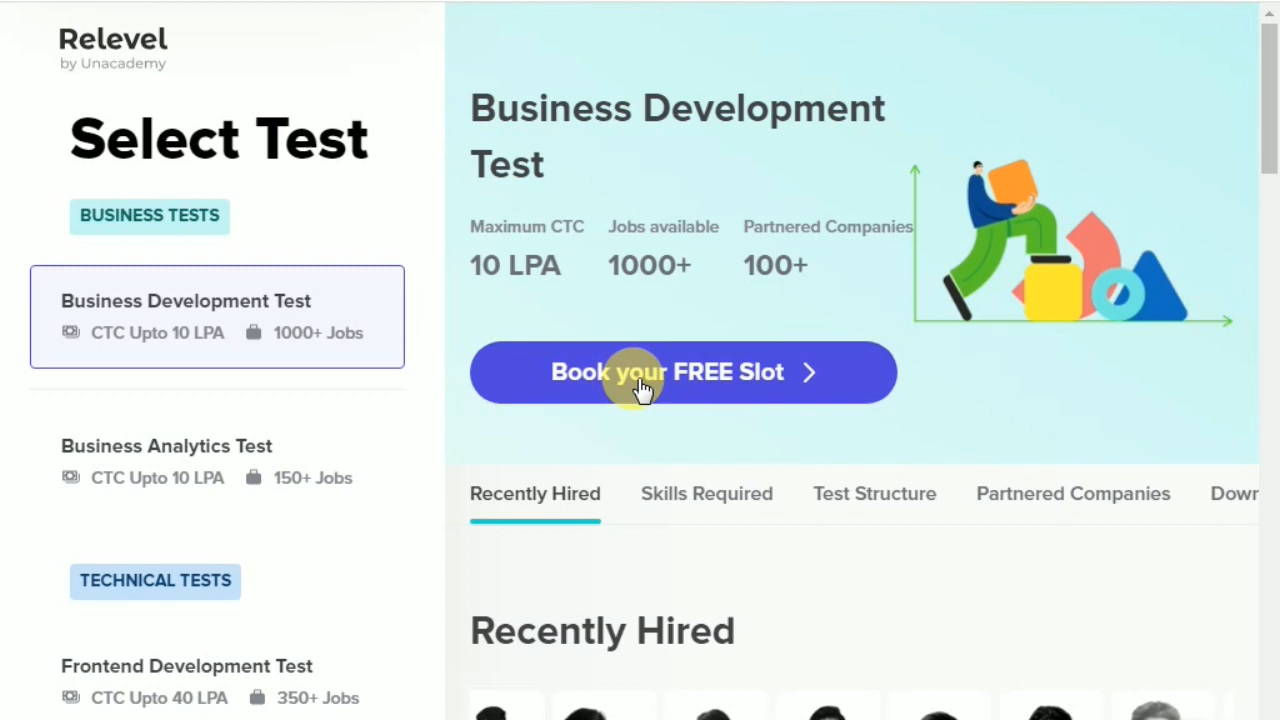 Relevel
by Unacademy
Select Test
BUSINESS TESTS
Business Development Test
CTC Upto 10 LPA 1000+ Jobs
Business Analytics Test
CTC Upto 10 LPA 150+ Jobs
TECHNICAL TESTS
Frontend Development Test
CTC Upto 40 LPA 350+ Jobs
Business Development
Test
Maximum CTC Jobs available Partnered Companies
10 LPA 1000+ 100+
Book your FREE Slot
Recently Hired Skills Required Test Structure Partnered Companies Down
Recently Hired